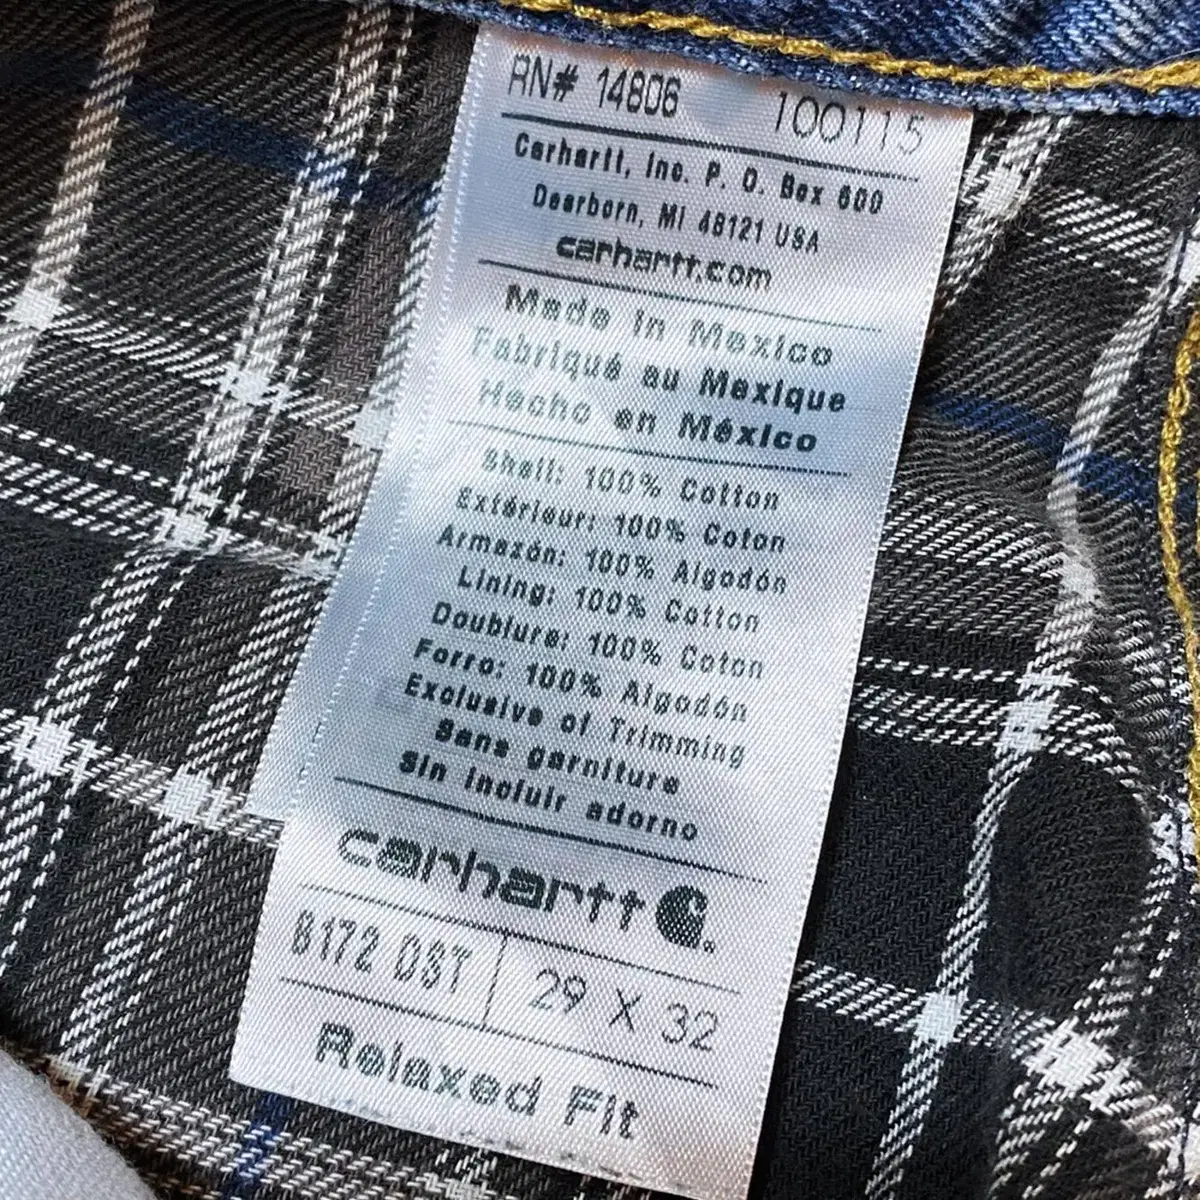 RN# 14806 100115
Carhartt, Inc. P. O. Box 600
Dearborn, MI 48121 USA
carhartt.com
Made in Mexico
Fabriqué au Mexique
Hecho en México
Shell: 100% Cotton
Extérieur: 100% Coton
Armazón: 100% Algodón
Lining: 100% Cotton
Doublure: 100% Coton
Forro: 100% Algodón
Exclusive of Trimming
Sans garniture
Sin incluir adorno
carhartt
B172 DST 29 X 32
Relaxed Fit